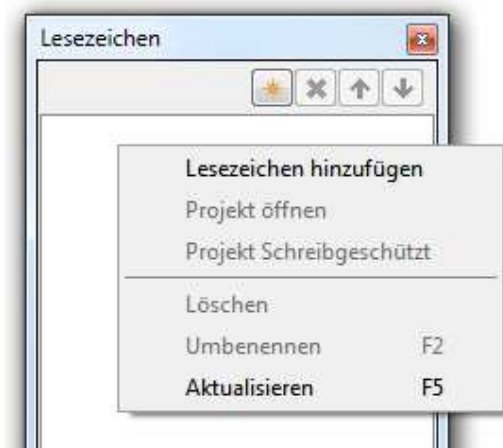 Lesezeichen
Lesezeichen hinzufügen
Projekt öffnen
Projekt Schreibgeschützt
Löschen
Umbenennen F2
Aktualisieren F5